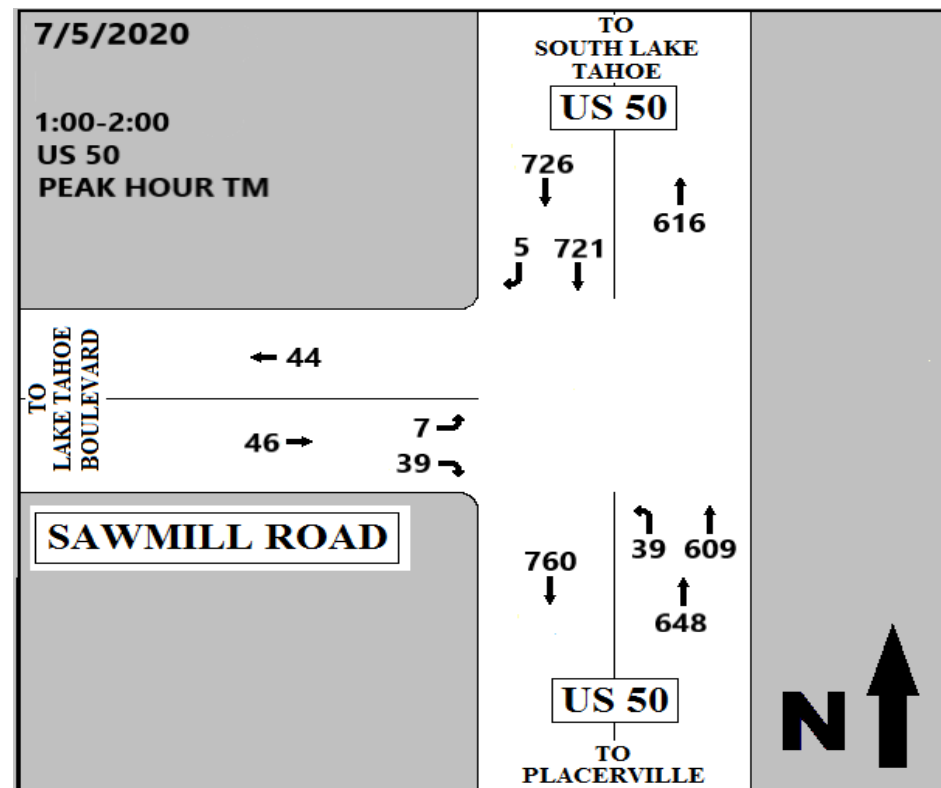 7/5/2020
1:00-2:00
US 50
PEAK HOUR TM
TO
SOUTH LAKE
TAHOE
US 50
726
616
5 721
TO
LAKE TAHOE
BOULEVARD
44
46
7
39
SAWMILL ROAD
760
39 609
648
US 50
TO
PLACERVILLE
N